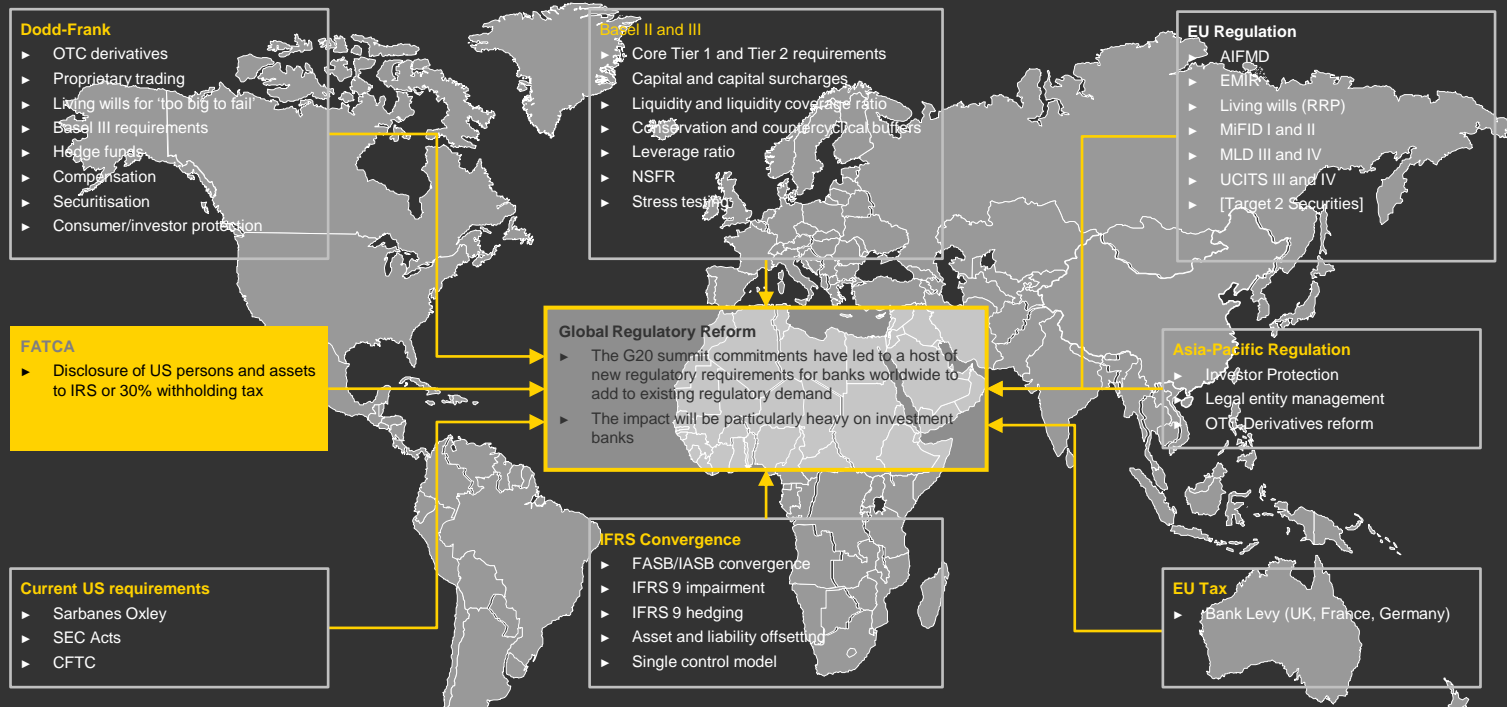 Dodd-Frank
► OTC derivatives
► Proprietary trading
► Living wills for 'too big to fail'
► Basel III requirements
► Hedge funds
► Compensation
► Securitisation
► Consumer/investor protection
Basel II and III
► Core Tier 1 and Tier 2 requirements
► Capital and capital surcharges
► Liquidity and liquidity coverage ratio
► Conservation and countercyclical buffers
► Leverage ratio
► NSFR
► Stress testing
EU Regulation
► AIFMD
► EMIR
► Living wills (RRP)
► MiFID I and II
► MLD III and IV
► UCITS III and IV
► [Target 2 Securities]
FATCA
► Disclosure of US persons and assets
to IRS or 30% withholding tax
Global Regulatory Reform
► The G20 summit commitments have led to a host of
new regulatory requirements for banks worldwide to
add to existing regulatory demand
► The impact will be particularly heavy on investment
banks
Asia-Pacific Regulation
► Investor Protection
► Legal entity management
► OTC Derivatives reform
Current US requirements
► Sarbanes Oxley
► SEC Acts
► CFTC
IFRS Convergence
► FASB/IASB convergence
► IFRS 9 impairment
► IFRS 9 hedging
► Asset and liability offsetting
► Single control model
EU Tax
► Bank Levy (UK, France, Germany)